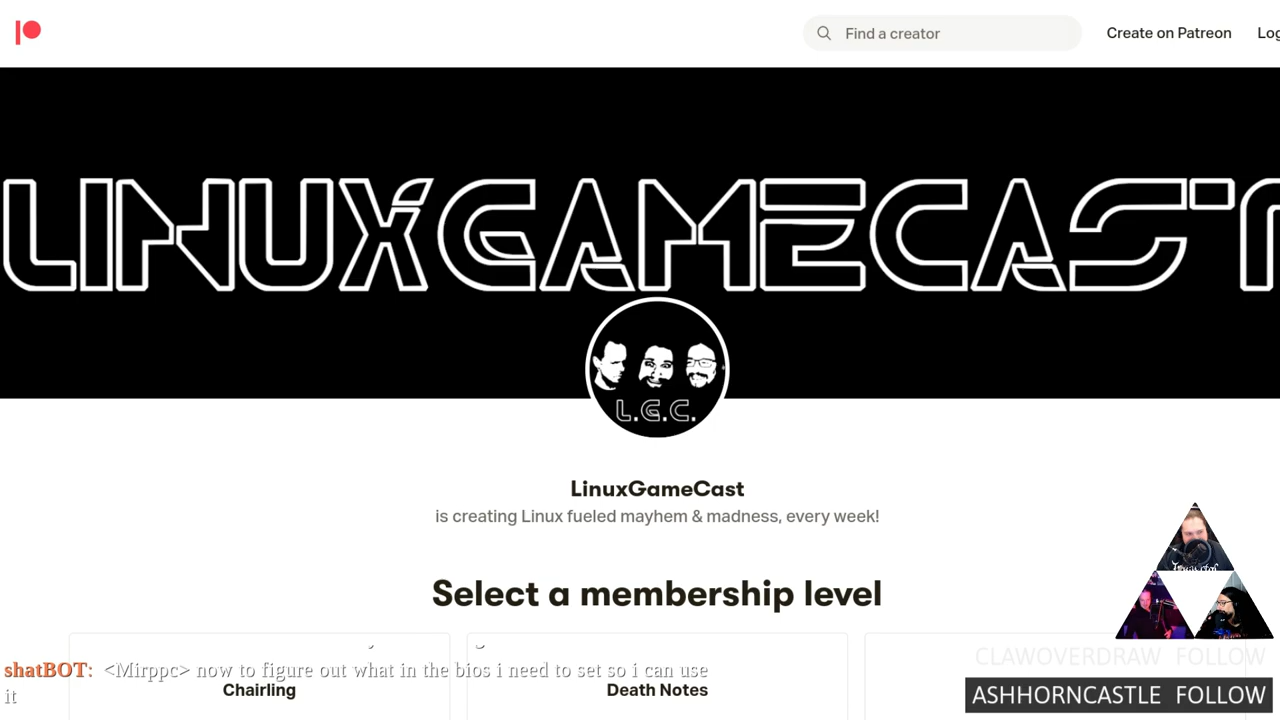 Find a creator
Create on Patreon
Log
LINUXGAMECAST
L.G.C.
LinuxGameCast
is creating Linux fueled mayhem & madness, every week!
Select a membership level
shatBOT: <Mirppc> now to figure out what in the bios i need to set so i can use
it
Chairling
Death Notes
CLAWOVERDRAW FOLLOW
ASHHORNCASTLE FOLLOW